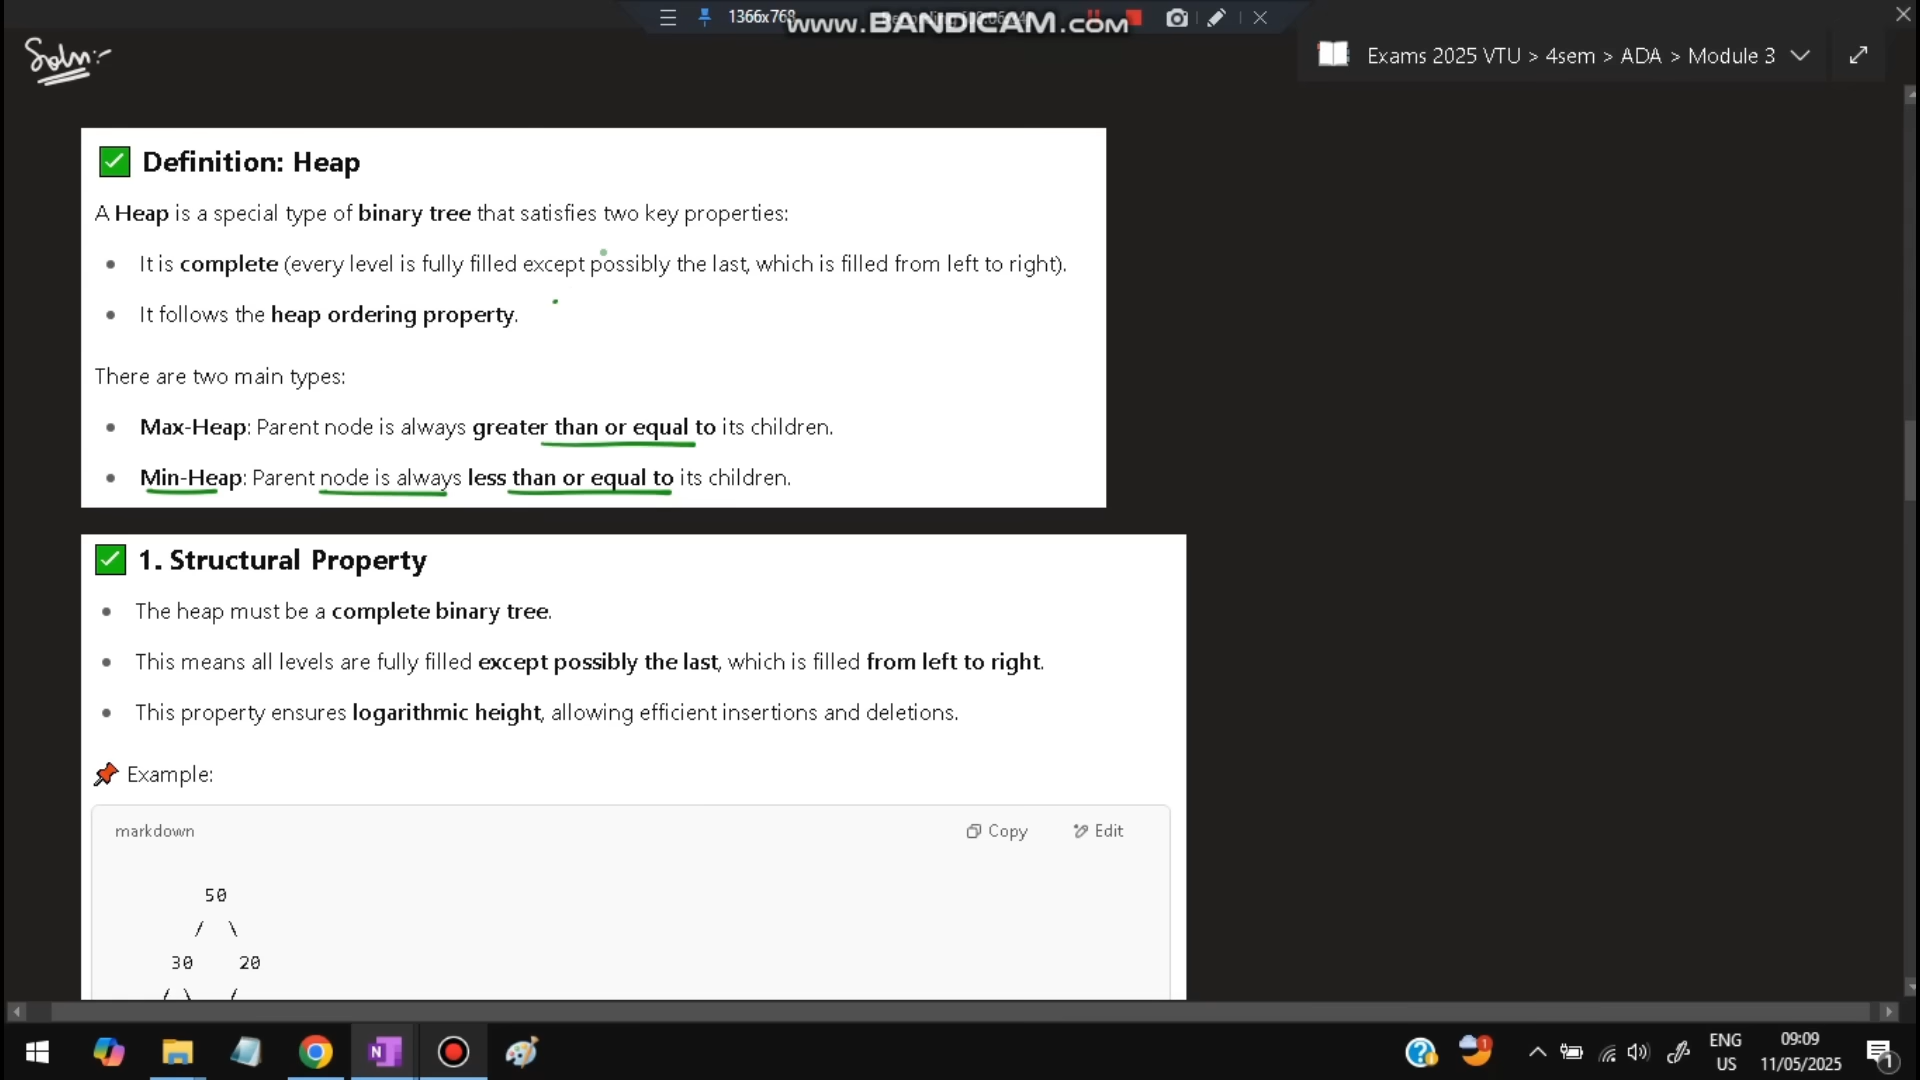 1366x768
www.BANDICAM.com
Soln:-
Exams 2025 VTU > 4sem > ADA > Module 3
Definition: Heap
A Heap is a special type of binary tree that satisfies two key properties:
• It is complete (every level is fully filled except possibly the last, which is filled from left to right).
• It follows the heap ordering property.
There are two main types:
• Max-Heap: Parent node is always greater than or equal to its children.
• Min-Heap: Parent node is always less than or equal to its children.
1. Structural Property
• The heap must be a complete binary tree.
• This means all levels are fully filled except possibly the last, which is filled from left to right.
• This property ensures logarithmic height, allowing efficient insertions and deletions.
Example:
markdown Copy Edit
50
/ \
30 20
/ \ /
ENG 09:09
US 11/05/2025 1